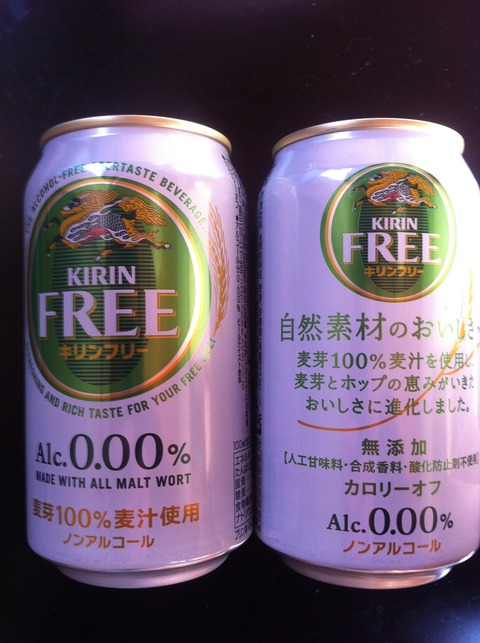 ALCOHOL-FREE BEERTASTE BEVERAGE.
KIRIN
FREE
キリンフリー
AND RICH TASTE FOR YOUR FREE
Alc.0.00%
MADE WITH ALL MALT WORT
麦芽100%麦汁使用
ノンアルコール
KIRIN
FREE
キリンフリー
自然素材のおいしさ
麦芽100%麦汁を使用し、
麦芽とホップの恵みがいきた
おいしさに進化しました。
無添加
【人工甘味料・合成香料・酸化防止剤不使用】
カロリーオフ
Alc.0.00%
ノンアルコール